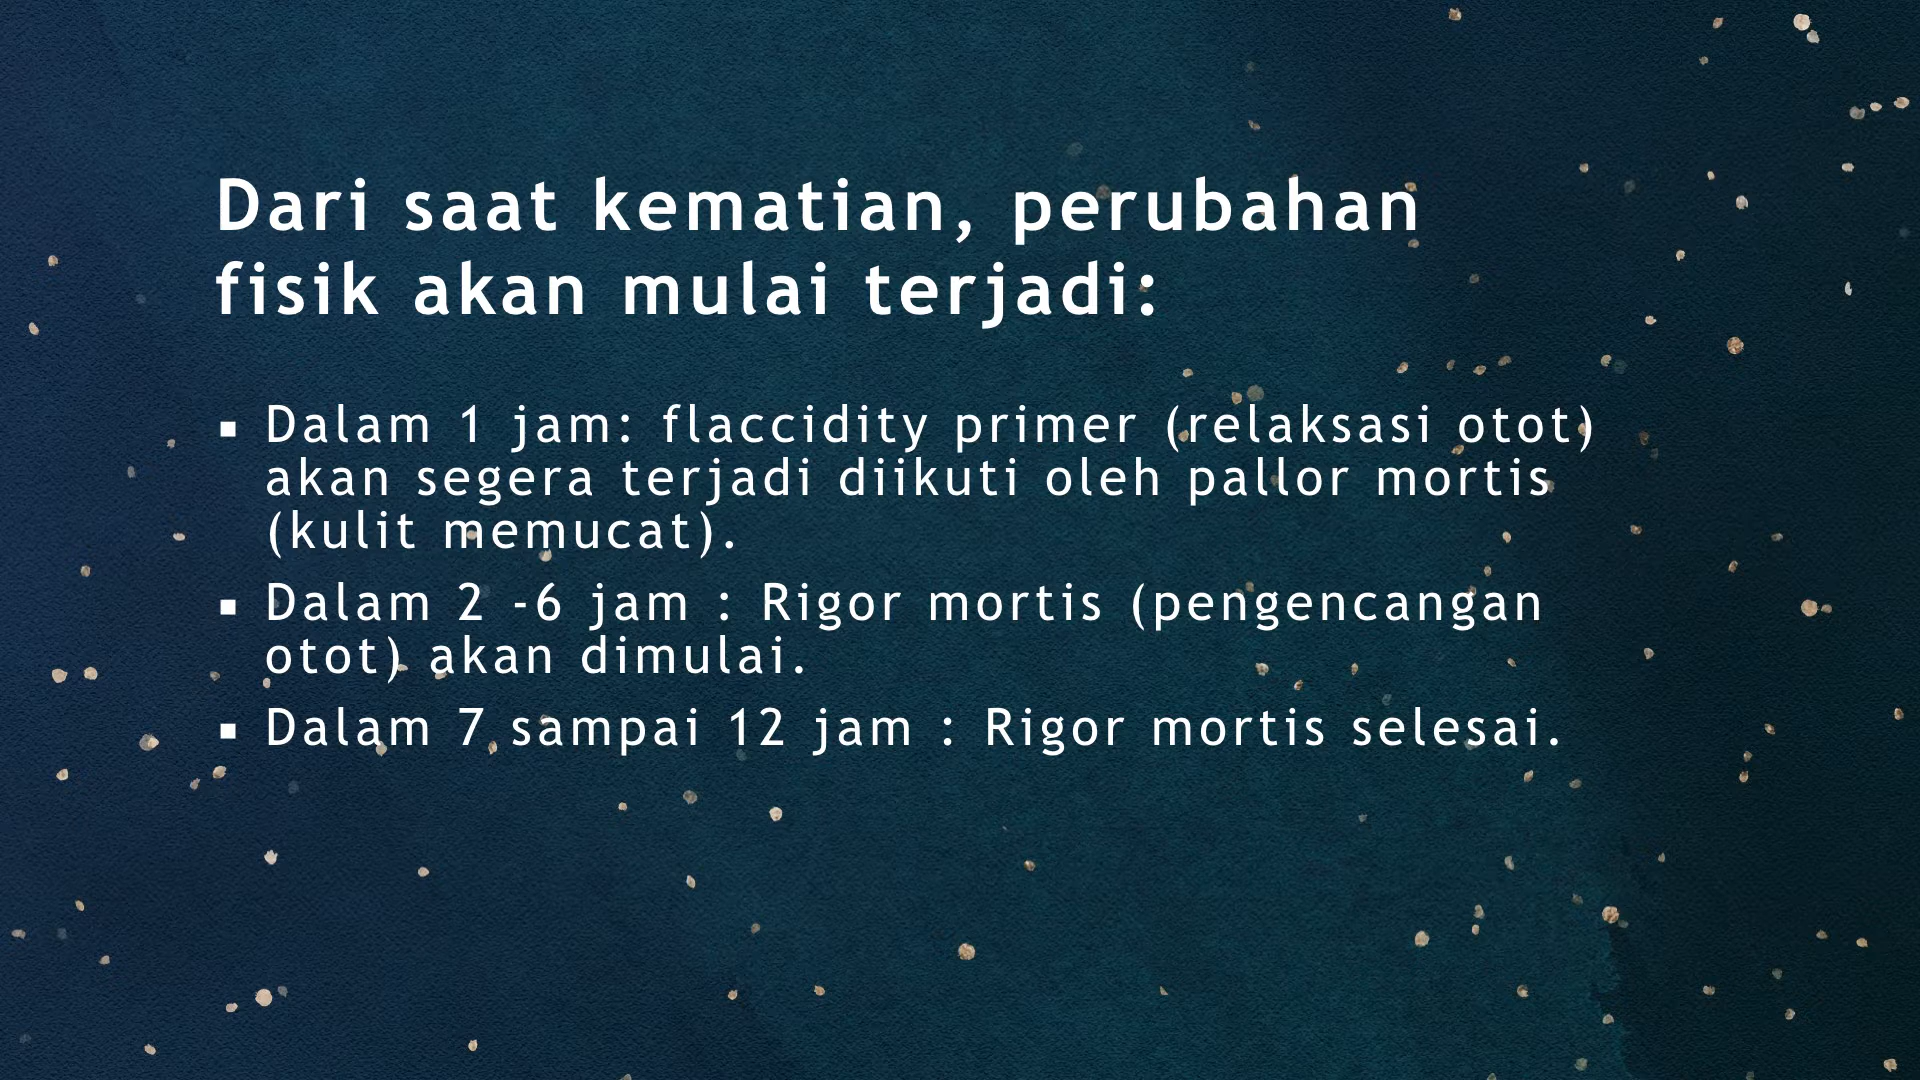 Dari saat kematian, perubahan
fisik akan mulai terjadi:
▪ Dalam 1 jam: flaccidity primer (relaksasi otot)
akan segera terjadi diikuti oleh pallor mortis
(kulit memucat).
▪ Dalam 2 -6 jam : Rigor mortis (pengencangan
otot) akan dimulai.
▪ Dalam 7 sampai 12 jam : Rigor mortis selesai.